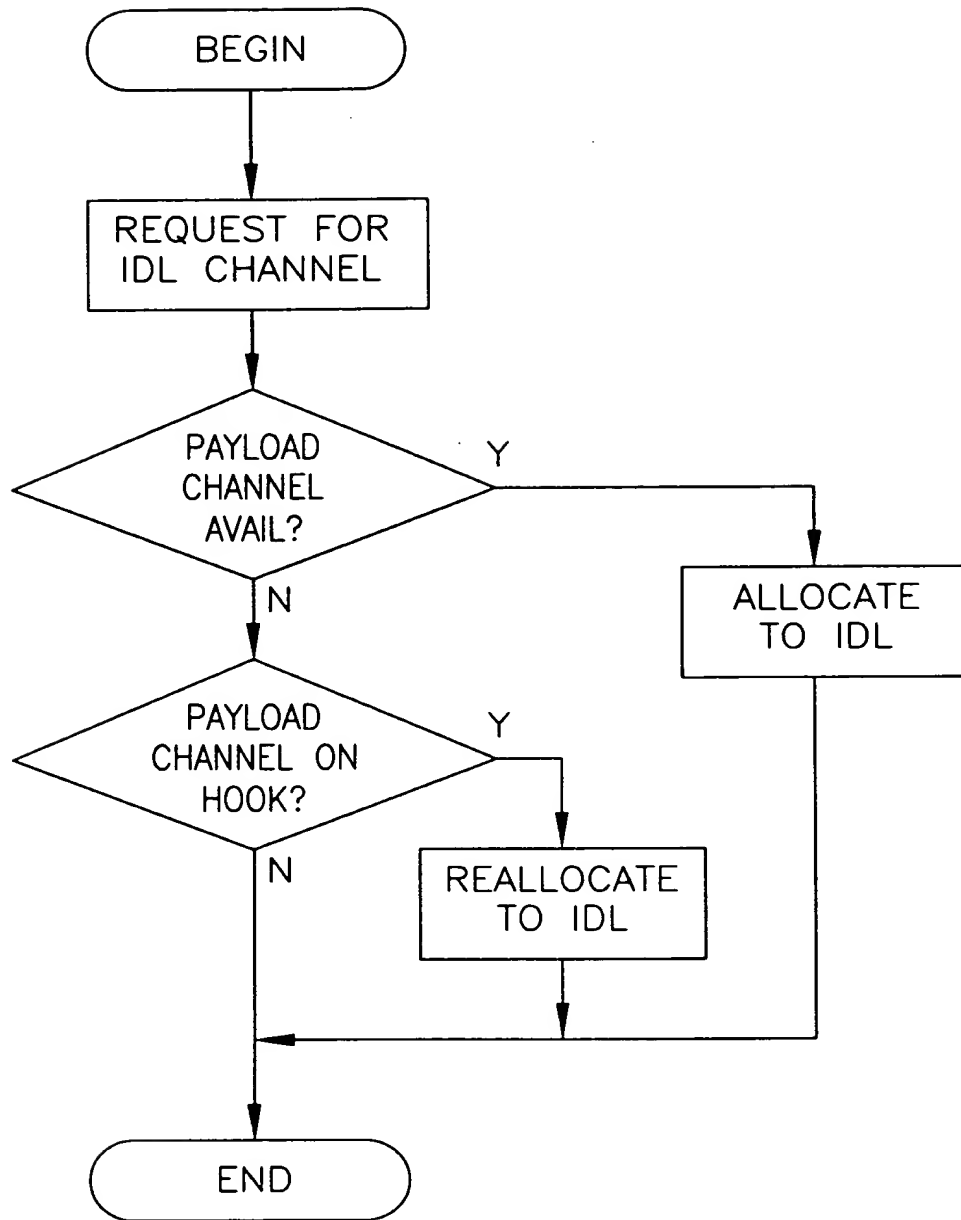 BEGIN
REQUEST FOR
IDL CHANNEL
PAYLOAD
CHANNEL
AVAIL?
Y
N
ALLOCATE
TO IDL
PAYLOAD
CHANNEL ON
HOOK?
Y
N
REALLOCATE
TO IDL
END